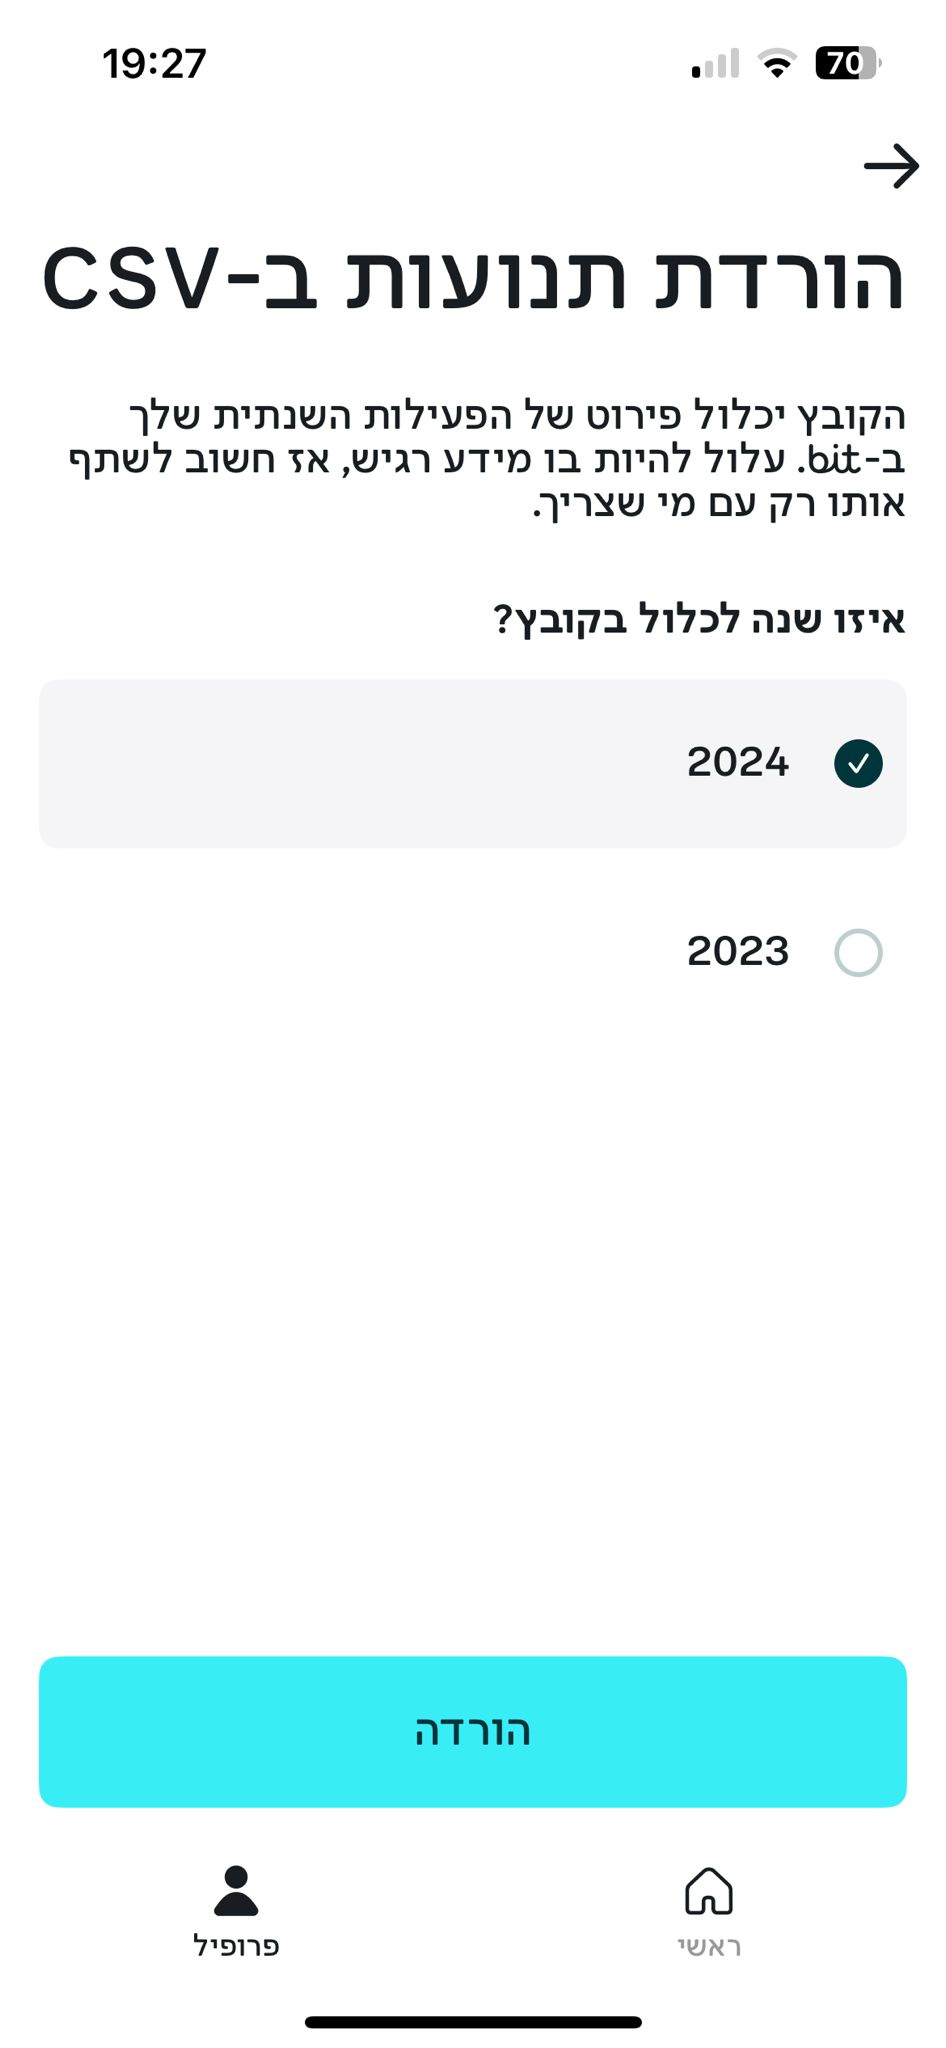 19:27
70
הורדת תנועות ב-CSV
הקובץ יכלול פירוט של הפעילות השנתית שלך
ב-bit. עלול להיות בו מידע רגיש, אז חשוב לשתף
אותו רק עם מי שצריך.
איזו שנה לכלול בקובץ?
2024
2023
הורדה
ראשי
פרופיל